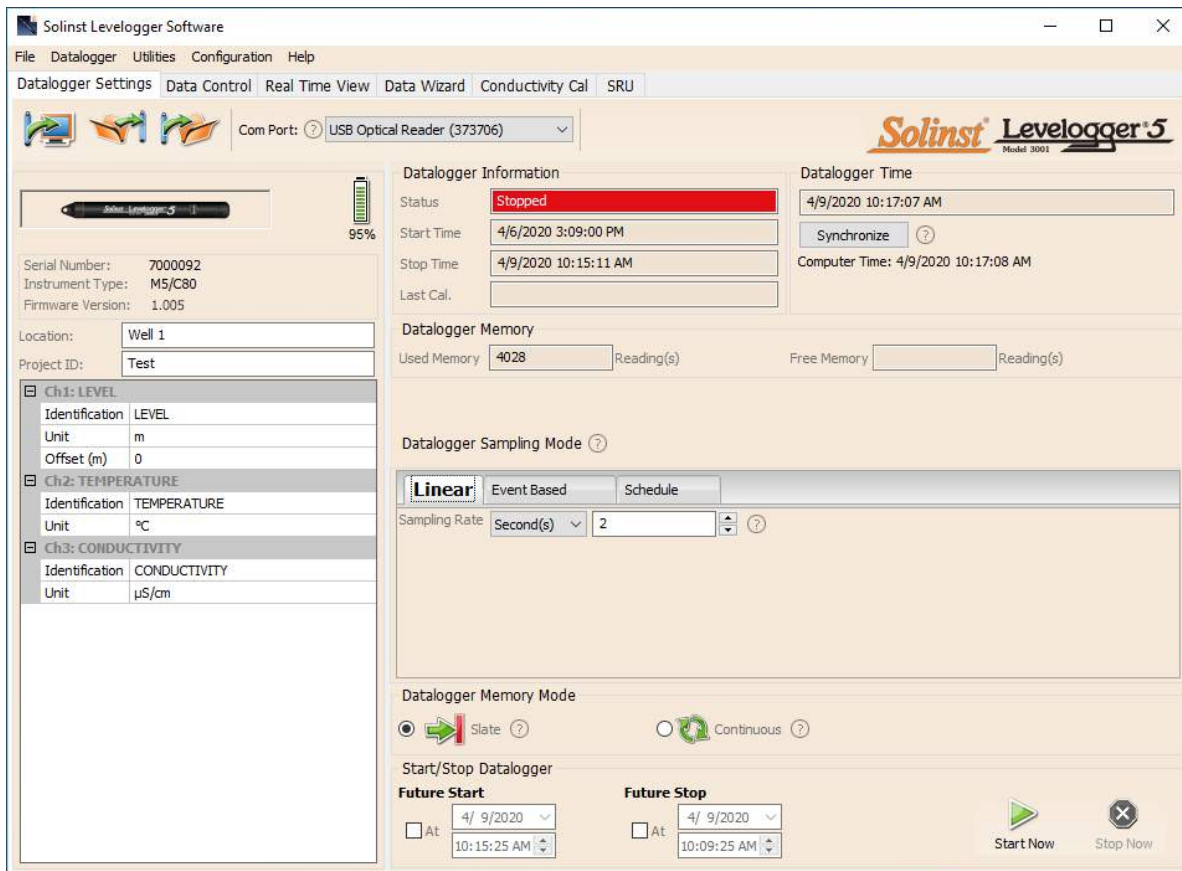 Solinst Levelogger Software
File Datalogger Utilities Configuration Help
Datalogger Settings Data Control Real Time View Data Wizard Conductivity Cal SRU
Com Port: ? USB Optical Reader (373706)
Solinst® Levelogger® 5
Model 3001
Solinst Levelogger 5
95%
Serial Number: 7000092
Instrument Type: M5/C80
Firmware Version: 1.005
Location: Well 1
Project ID: Test
Ch1: LEVEL
Identification LEVEL
Unit m
Offset (m) 0
Ch2: TEMPERATURE
Identification TEMPERATURE
Unit ºC
Ch3: CONDUCTIVITY
Identification CONDUCTIVITY
Unit µS/cm
Datalogger Information
Status Stopped
Start Time 4/6/2020 3:09:00 PM
Stop Time 4/9/2020 10:15:11 AM
Last Cal.
Datalogger Time
4/9/2020 10:17:07 AM
Synchronize ?
Computer Time: 4/9/2020 10:17:08 AM
Datalogger Memory
Used Memory 4028 Reading(s) Free Memory Reading(s)
Datalogger Sampling Mode ?
Linear Event Based Schedule
Sampling Rate Second(s) 2 ?
Datalogger Memory Mode
Slate ? Continuous ?
Start/Stop Datalogger
Future Start
At 4/ 9/2020
10:15:25 AM
Future Stop
At 4/ 9/2020
10:09:25 AM
Start Now Stop Now